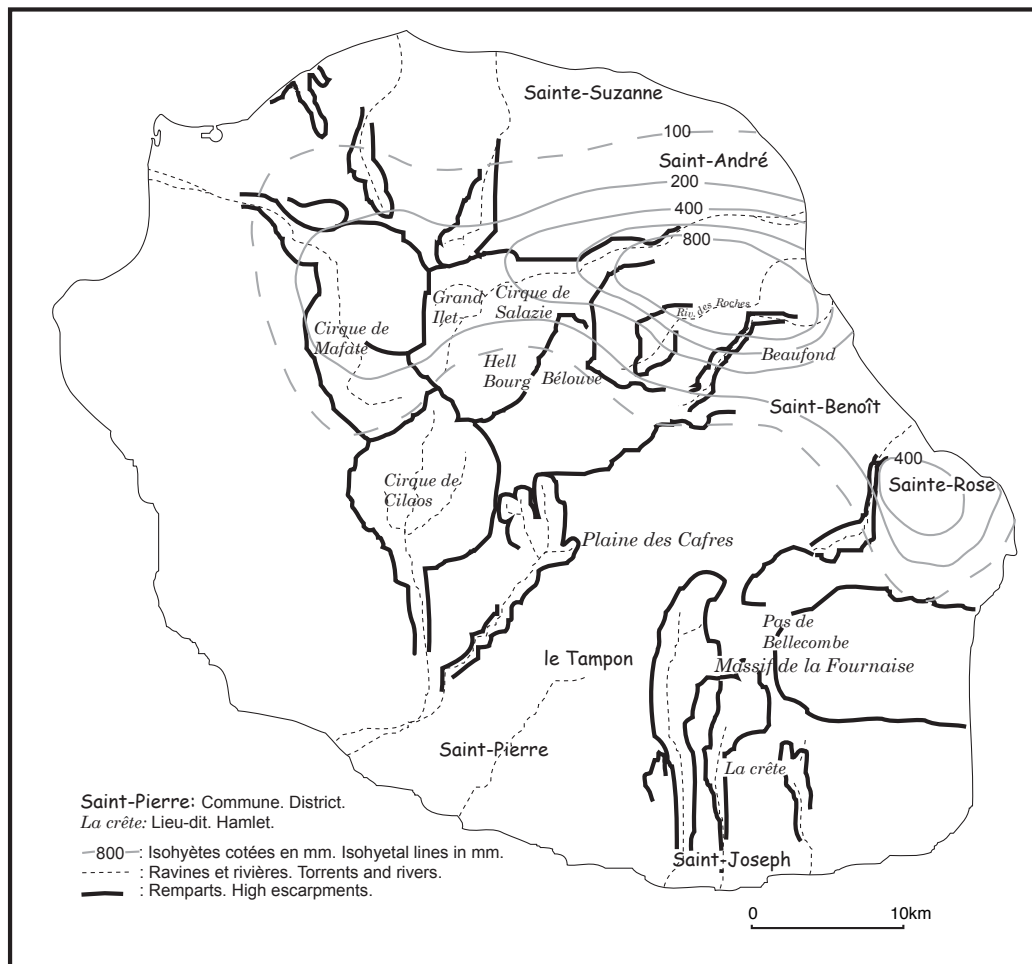 Sainte-Suzanne
100
Saint-André
200
400
800
Grand
Ilet
Cirque de
Salazie
Riv. des Roches
Cirque de
Mafate
Hell
Bourg
Bélouve
Beaufond
Saint-Benoît
400
Sainte-Rose
Cirque de
Cilaos
Plaine des Cafres
Pas de
Bellecombe
le Tampon
Massif de la Fournaise
Saint-Pierre
La crête
Saint-Joseph
Saint-Pierre: Commune. District.
La crête: Lieu-dit. Hamlet.
800 : Isohyètes cotées en mm. Isohyetal lines in mm.
: Ravines et rivières. Torrents and rivers.
: Remparts. High escarpments.
0 10km